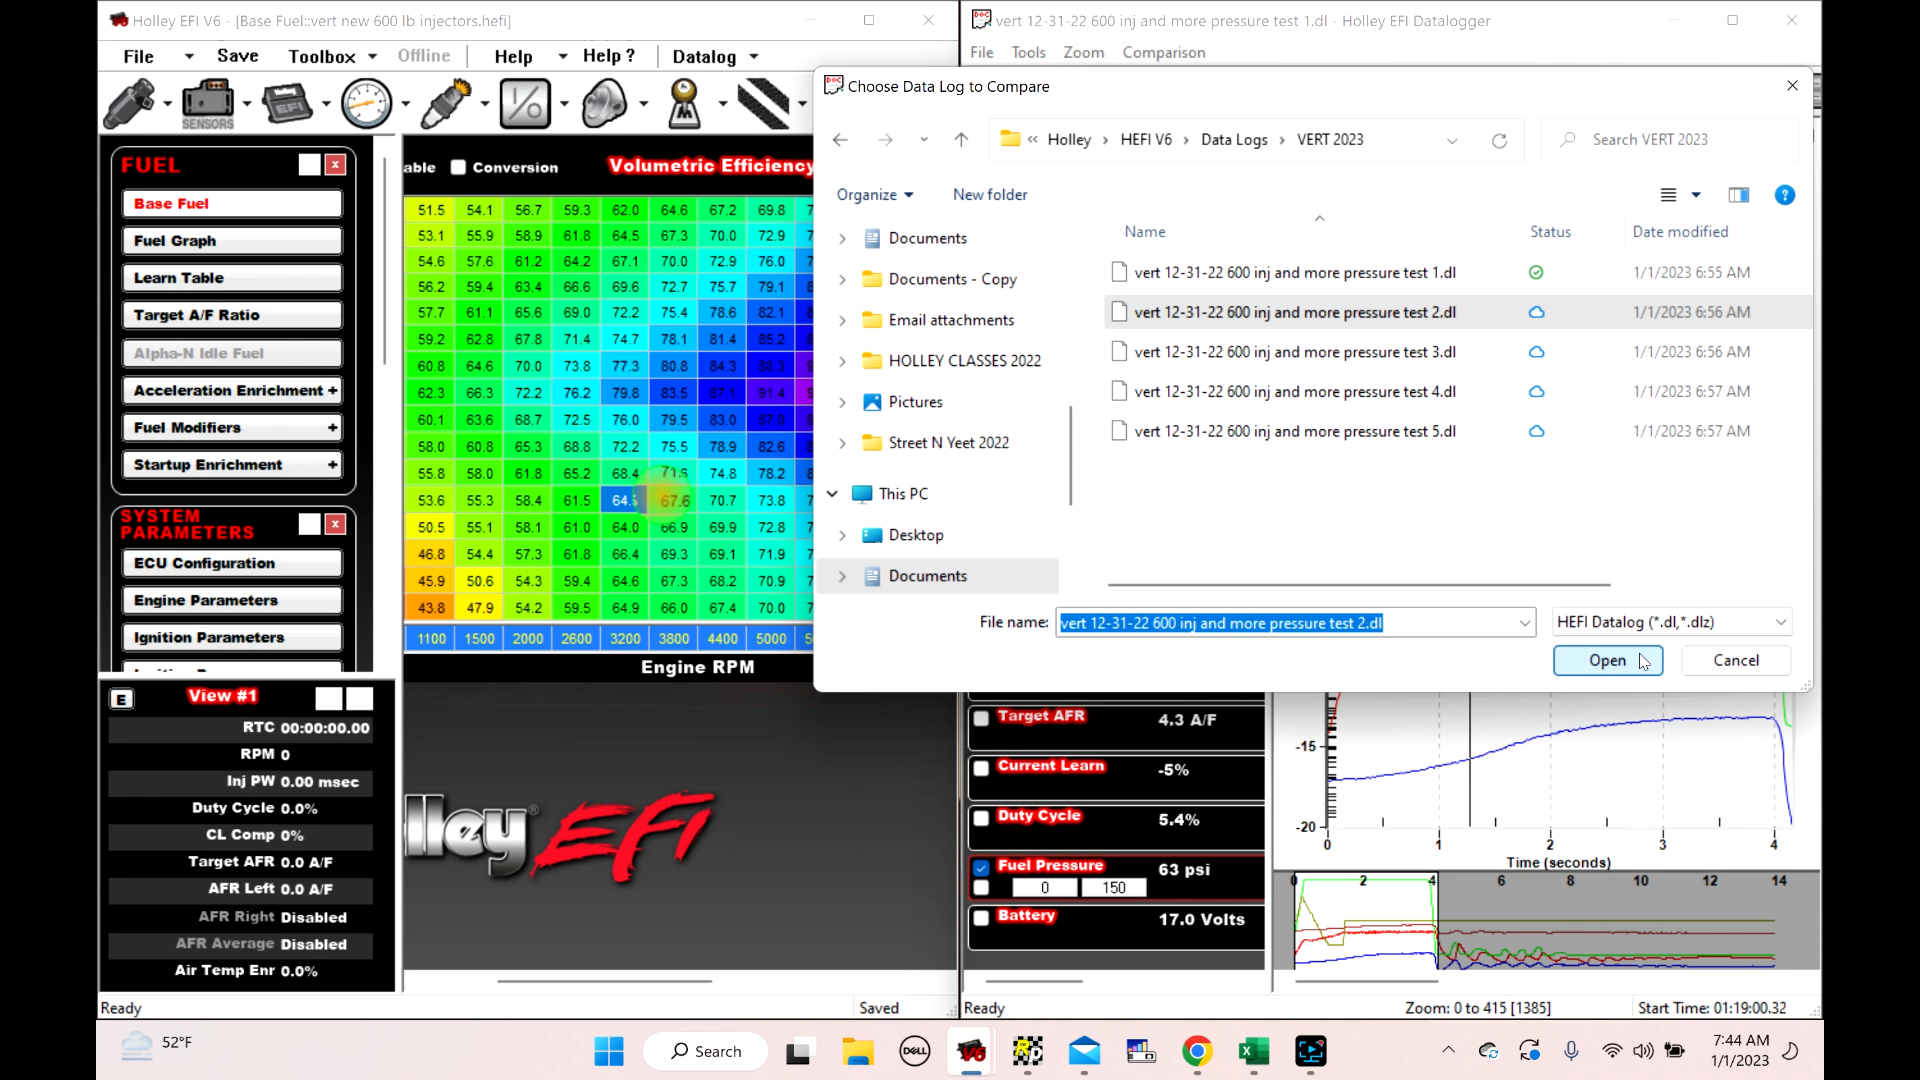 Holley EFI V6 - [Base Fuel::vert new 600 lb injectors.hefi]
File Save Toolbox Offline Help Help ? Datalog
SENSORS
FUEL
Base Fuel
Fuel Graph
Learn Table
Target A/F Ratio
Alpha-N Idle Fuel
Acceleration Enrichment +
Fuel Modifiers +
Startup Enrichment +
SYSTEM
PARAMETERS
ECU Configuration
Engine Parameters
Ignition Parameters
E View #1
RTC 00:00:00.00
RPM 0
Inj PW 0.00 msec
Duty Cycle 0.0%
CL Comp 0%
Target AFR 0.0 A/F
AFR Left 0.0 A/F
AFR Right Disabled
AFR Average Disabled
Air Temp Enr 0.0%
Ready Saved
able Conversion Volumetric Efficiency
51.5 54.1 56.7 59.3 62.0 64.6 67.2 69.8
53.1 55.9 58.9 61.8 64.5 67.3 70.0 72.9
54.6 57.6 61.2 64.2 67.1 70.0 72.9 76.0
56.2 59.4 63.4 66.6 69.6 72.7 75.7 79.1
57.7 61.1 65.6 69.0 72.2 75.4 78.6 82.1
59.2 62.8 67.8 71.4 74.7 78.1 81.4 85.2
60.8 64.6 70.0 73.8 77.3 80.8 84.3 88.3
62.3 66.3 72.2 76.2 79.8 83.5 87.1 91.4
60.1 63.6 68.7 72.5 76.0 79.5 83.0 87.0
58.0 60.8 65.3 68.8 72.2 75.5 78.9 82.6
55.8 58.0 61.8 65.2 68.4 71.6 74.8 78.2
53.6 55.3 58.4 61.5 64. 67.6 70.7 73.8
50.5 55.1 58.1 61.0 64.0 66.9 69.9 72.8
46.8 54.4 57.3 61.8 66.4 69.3 69.1 71.9
45.9 50.6 54.3 59.4 64.6 67.3 68.2 70.9
43.8 47.9 54.2 59.5 64.9 66.0 67.4 70.0
1100 1500 2000 2600 3200 3800 4400 5000
Engine RPM
lley® EFI
vert 12-31-22 600 inj and more pressure test 1.dl - Holley EFI Datalogger
File Tools Zoom Comparison
Choose Data Log to Compare
« Holley › HEFI V6 › Data Logs › VERT 2023
Search VERT 2023
Organize New folder
?
Documents
Documents - Copy
Email attachments
HOLLEY CLASSES 2022
Pictures
Street N Yeet 2022
This PC
Desktop
Documents
Name Status Date modified
vert 12-31-22 600 inj and more pressure test 1.dl 1/1/2023 6:55 AM
vert 12-31-22 600 inj and more pressure test 2.dl 1/1/2023 6:56 AM
vert 12-31-22 600 inj and more pressure test 3.dl 1/1/2023 6:56 AM
vert 12-31-22 600 inj and more pressure test 4.dl 1/1/2023 6:57 AM
vert 12-31-22 600 inj and more pressure test 5.dl 1/1/2023 6:57 AM
File name: vert 12-31-22 600 inj and more pressure test 2.dl HEFI Datalog (*.dl,*.dlz)
Open Cancel
Target AFR 4.3 A/F
Current Learn -5%
Duty Cycle 5.4%
Fuel Pressure 63 psi
0 150
Battery 17.0 Volts
-15
-20
0 1 2 3 4
Time (seconds)
0 2 4 6 8 10 12 14
Ready Zoom: 0 to 415 [1385] Start Time: 01:19:00.32
52°F
Search
DELL
V6
7:44 AM
1/1/2023